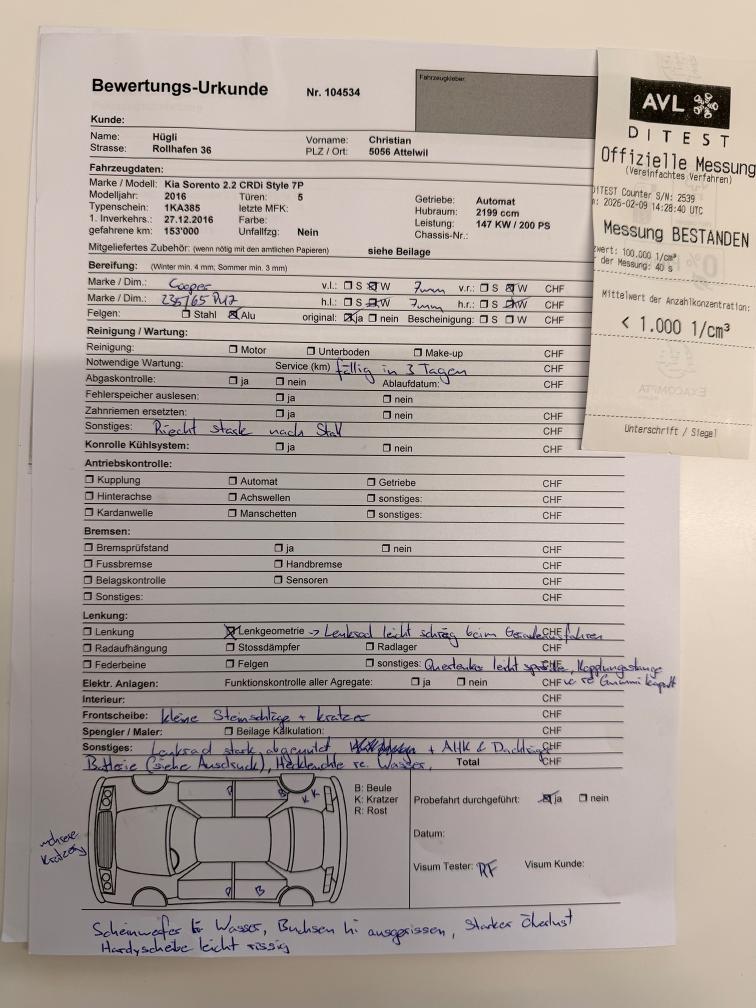 Bewertungs-Urkunde Nr. 104534
Fahrzeugkleber
Kunde:
Name: Hügli Vorname: Christian
Strasse: Rollhafen 36 PLZ / Ort: 5056 Attelwil
Fahrzeugdaten:
Marke / Modell: Kia Sorento 2.2 CRDi Style 7P
Modelljahr: 2016 Türen: 5 Getriebe: Automat
Typenschein: 1KA385 letzte MFK: Hubraum: 2199 ccm
1. Inverkehrs.: 27.12.2016 Farbe: Leistung: 147 KW / 200 PS
gefahrene km: 153'000 Unfallfzg: Nein Chassis-Nr.:
Mitgeliefertes Zubehör: (wenn nötig mit den amtlichen Papieren) siehe Beilage
Bereifung: (Winter min. 4 mm; Sommer min. 3 mm)
Marke / Dim.: Cooper v.l.: S W 7mm v.r.: S W CHF
Marke / Dim.: 235/65 R17 h.l.: S W 7mm h.r.: S W CHF
Felgen: Stahl Alu original: ja nein Bescheinigung: S W CHF
Reinigung / Wartung:
Reinigung: Motor Unterboden Make-up CHF
Notwendige Wartung: Service (km) fällig in 3 Tagen CHF
Abgaskontrolle: ja nein Ablaufdatum: CHF
Fehlerspeicher auslesen: ja nein CHF
Zahnriemen ersetzten: ja nein CHF
Sonstiges: Riecht stark nach Stall CHF
Konrolle Kühlsystem: ja nein CHF
Antriebskontrolle:
Kupplung Automat Getriebe CHF
Hinterachse Achswellen sonstiges: CHF
Kardanwelle Manschetten sonstiges: CHF
Bremsen:
Bremsprüfstand ja nein CHF
Fussbremse Handbremse CHF
Belagskontrolle Sensoren CHF
Sonstiges: CHF
Lenkung:
Lenkung Lenkgeometrie -> Lenkrad leicht schräg beim Geradeausfahren CHF
Radaufhängung Stossdämpfer Radlager CHF
Federbeine Felgen sonstiges: Querlenker leicht spröde, Kopplungsstange CHF
v. re Gummi kaputt
Elektr. Anlagen: Funktionskontrolle aller Agregate: ja nein CHF
Interieur: CHF
Frontscheibe: kleine Steinschläge + Kratzer CHF
Spengler / Maler: Beilage Kalkulation: CHF
Sonstiges: Lenkrad stark abgenutzt, + AHK & Dachträger CHF
Batterie (siehe Ausdruck), Heckleuchte re. Wasser, Total CHF
B: Beule
K: Kratzer
R: Rost
mehrere
Kratzer
B
K K
B
Probefahrt durchgeführt: ja nein
Datum:
Visum Tester: RF Visum Kunde:
Scheinwerfer Wasser, Buchsen hi ausgerissen, starker Ölverlust
Hardyscheibe leicht rissig
AVL
DITEST
Offizielle Messung
(Vereinfachtes Verfahren)
DITEST Counter S/N: 2539
: 2026-02-09 14:28:40 UTC
Messung BESTANDEN
zwert: 100.000 1/cm³
der Messung: 40 s
Mittelwert der Anzahlkonzentration:
< 1.000 1/cm³
EXACOMPTA
Unterschrift / Siegel